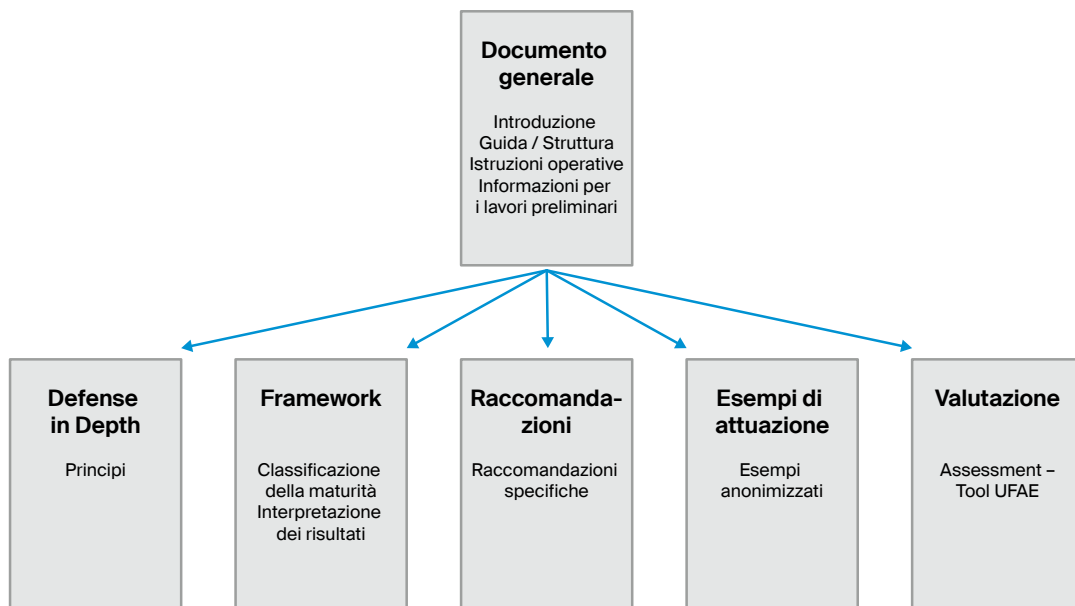 Documento
generale
Introduzione
Guida / Struttura
Istruzioni operative
Informazioni per
i lavori preliminari
Defense
in Depth
Principi
Framework
Classificazione
della maturità
Interpretazione
dei risultati
Raccomanda-
zioni
Raccomandazioni
specifiche
Esempi di
attuazione
Esempi
anonimizzati
Valutazione
Assessment –
Tool UFAE